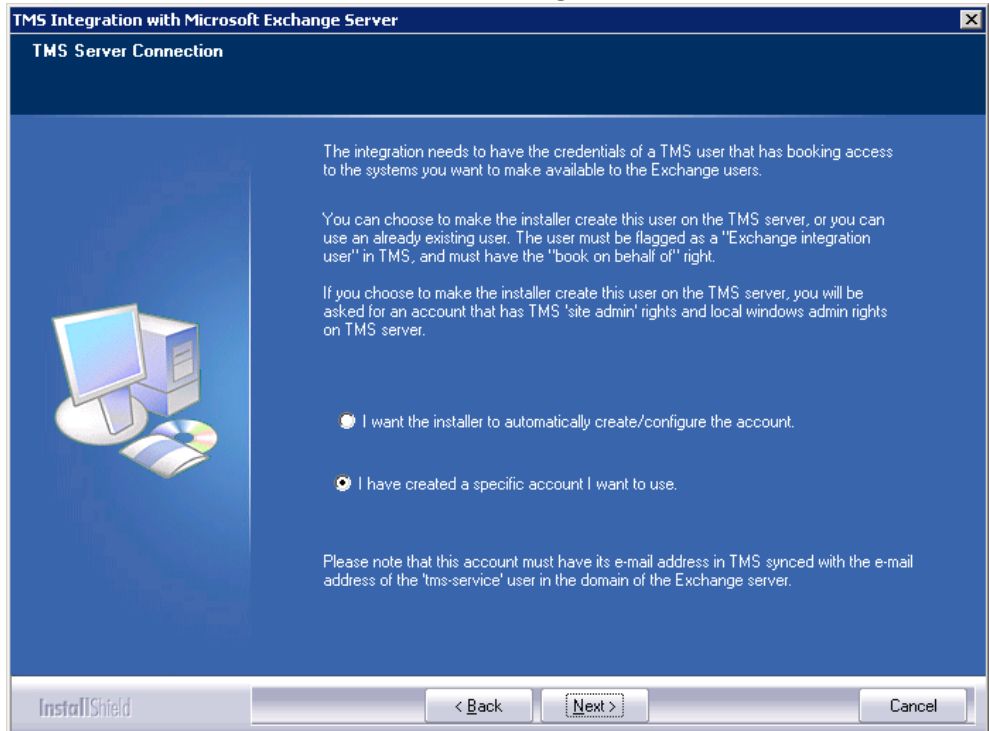 TMS Integration with Microsoft Exchange Server
TMS Server Connection
The integration needs to have the credentials of a TMS user that has booking access
to the systems you want to make available to the Exchange users.
You can choose to make the installer create this user on the TMS server, or you can
use an already existing user. The user must be flagged as a "Exchange integration
user" in TMS, and must have the "book on behalf of" right.
If you choose to make the installer create this user on the TMS server, you will be
asked for an account that has TMS 'site admin' rights and local windows admin rights
on TMS server.
I want the installer to automatically create/configure the account.
I have created a specific account I want to use.
Please note that this account must have its e-mail address in TMS synced with the e-mail
address of the 'tms-service' user in the domain of the Exchange server.
InstallShield
< Back
Next >
Cancel